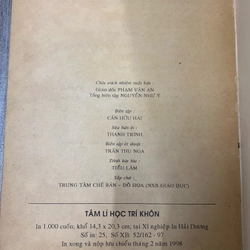 Chịu trách nhiệm xuất bản :
Giám đốc PHẠM VĂN AN
Tổng biên tập NGUYỄN NHƯ Ý
Biên tập :
CẤN HỮU HẢI
Sửa bản in :
THANH TRỊNH
Biên tập kĩ thuật :
TRẦN THU NGA
Trình bày bìa :
TIẾU LÂM
Sắp chữ :
TRUNG TÂM CHẾ BẢN - ĐỒ HỌA (NXB GIÁO DỤC)
TÂM LÍ HỌC TRÍ KHÔN
In 1.000 cuốn; khổ 14,3 x 20,3 cm; tại Xí nghiệp in Hải Dương
Số in: 25; Số XB: 52/162 - 97.
In xong và nộp lưu chiểu tháng 2 năm 1998